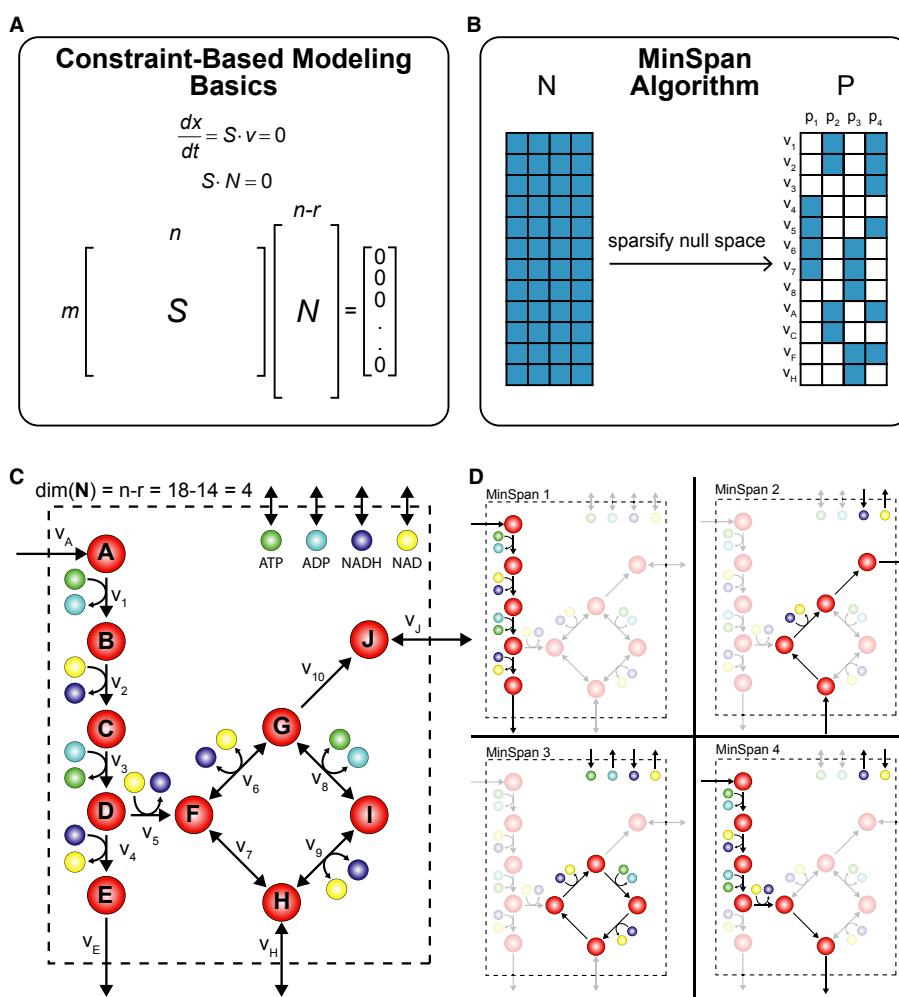 A
Constraint-Based Modeling
Basics
dx
dt
= S · v = 0
S · N = 0
n-r
n
m
S
N
=
0
0
0
.
.
0
B
MinSpan
Algorithm
N
P
p1 p2 p3 p4
v1
v2
v3
v4
v5
v6
v7
v8
vA
vC
vF
vH
sparsify null space
C
dim(N) = n-r = 18-14 = 4
ATP ADP NADH NAD
vA
A
v1
B
v2
C
v3
D
v4
E
vE
v5
F
v6
G
v7
H
vH
v8
I
v9
v10
J
vJ
D
MinSpan 1
MinSpan 2
MinSpan 3
MinSpan 4